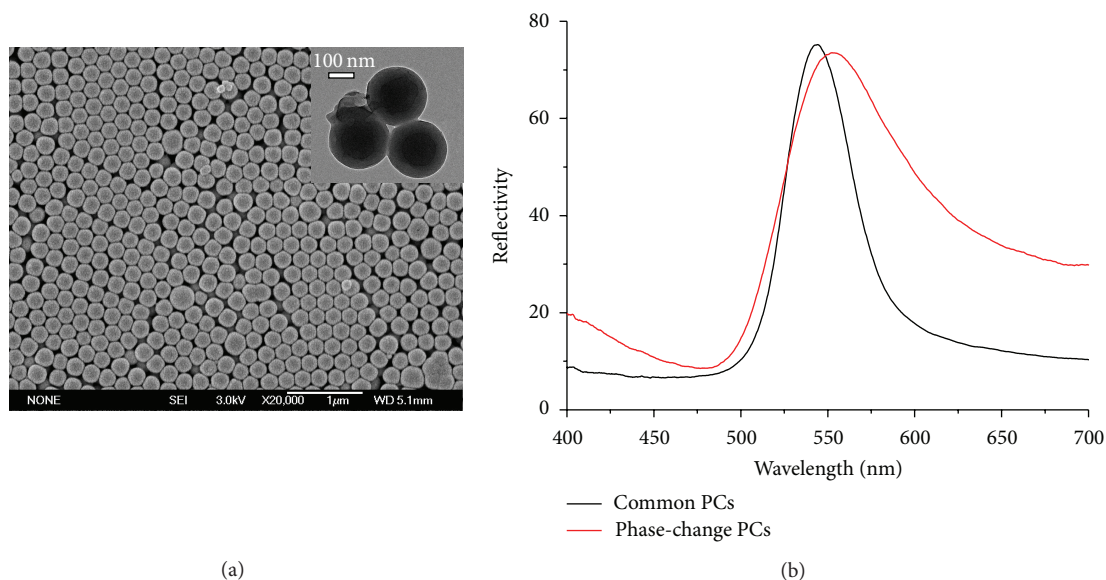 100 nm
NONE SEI 3.0kV X20,000 1μm WD 5.1mm
(a)
80
60
40
20
0
Reflectivity
400 450 500 550 600 650 700
Wavelength (nm)
Common PCs
Phase-change PCs
(b)